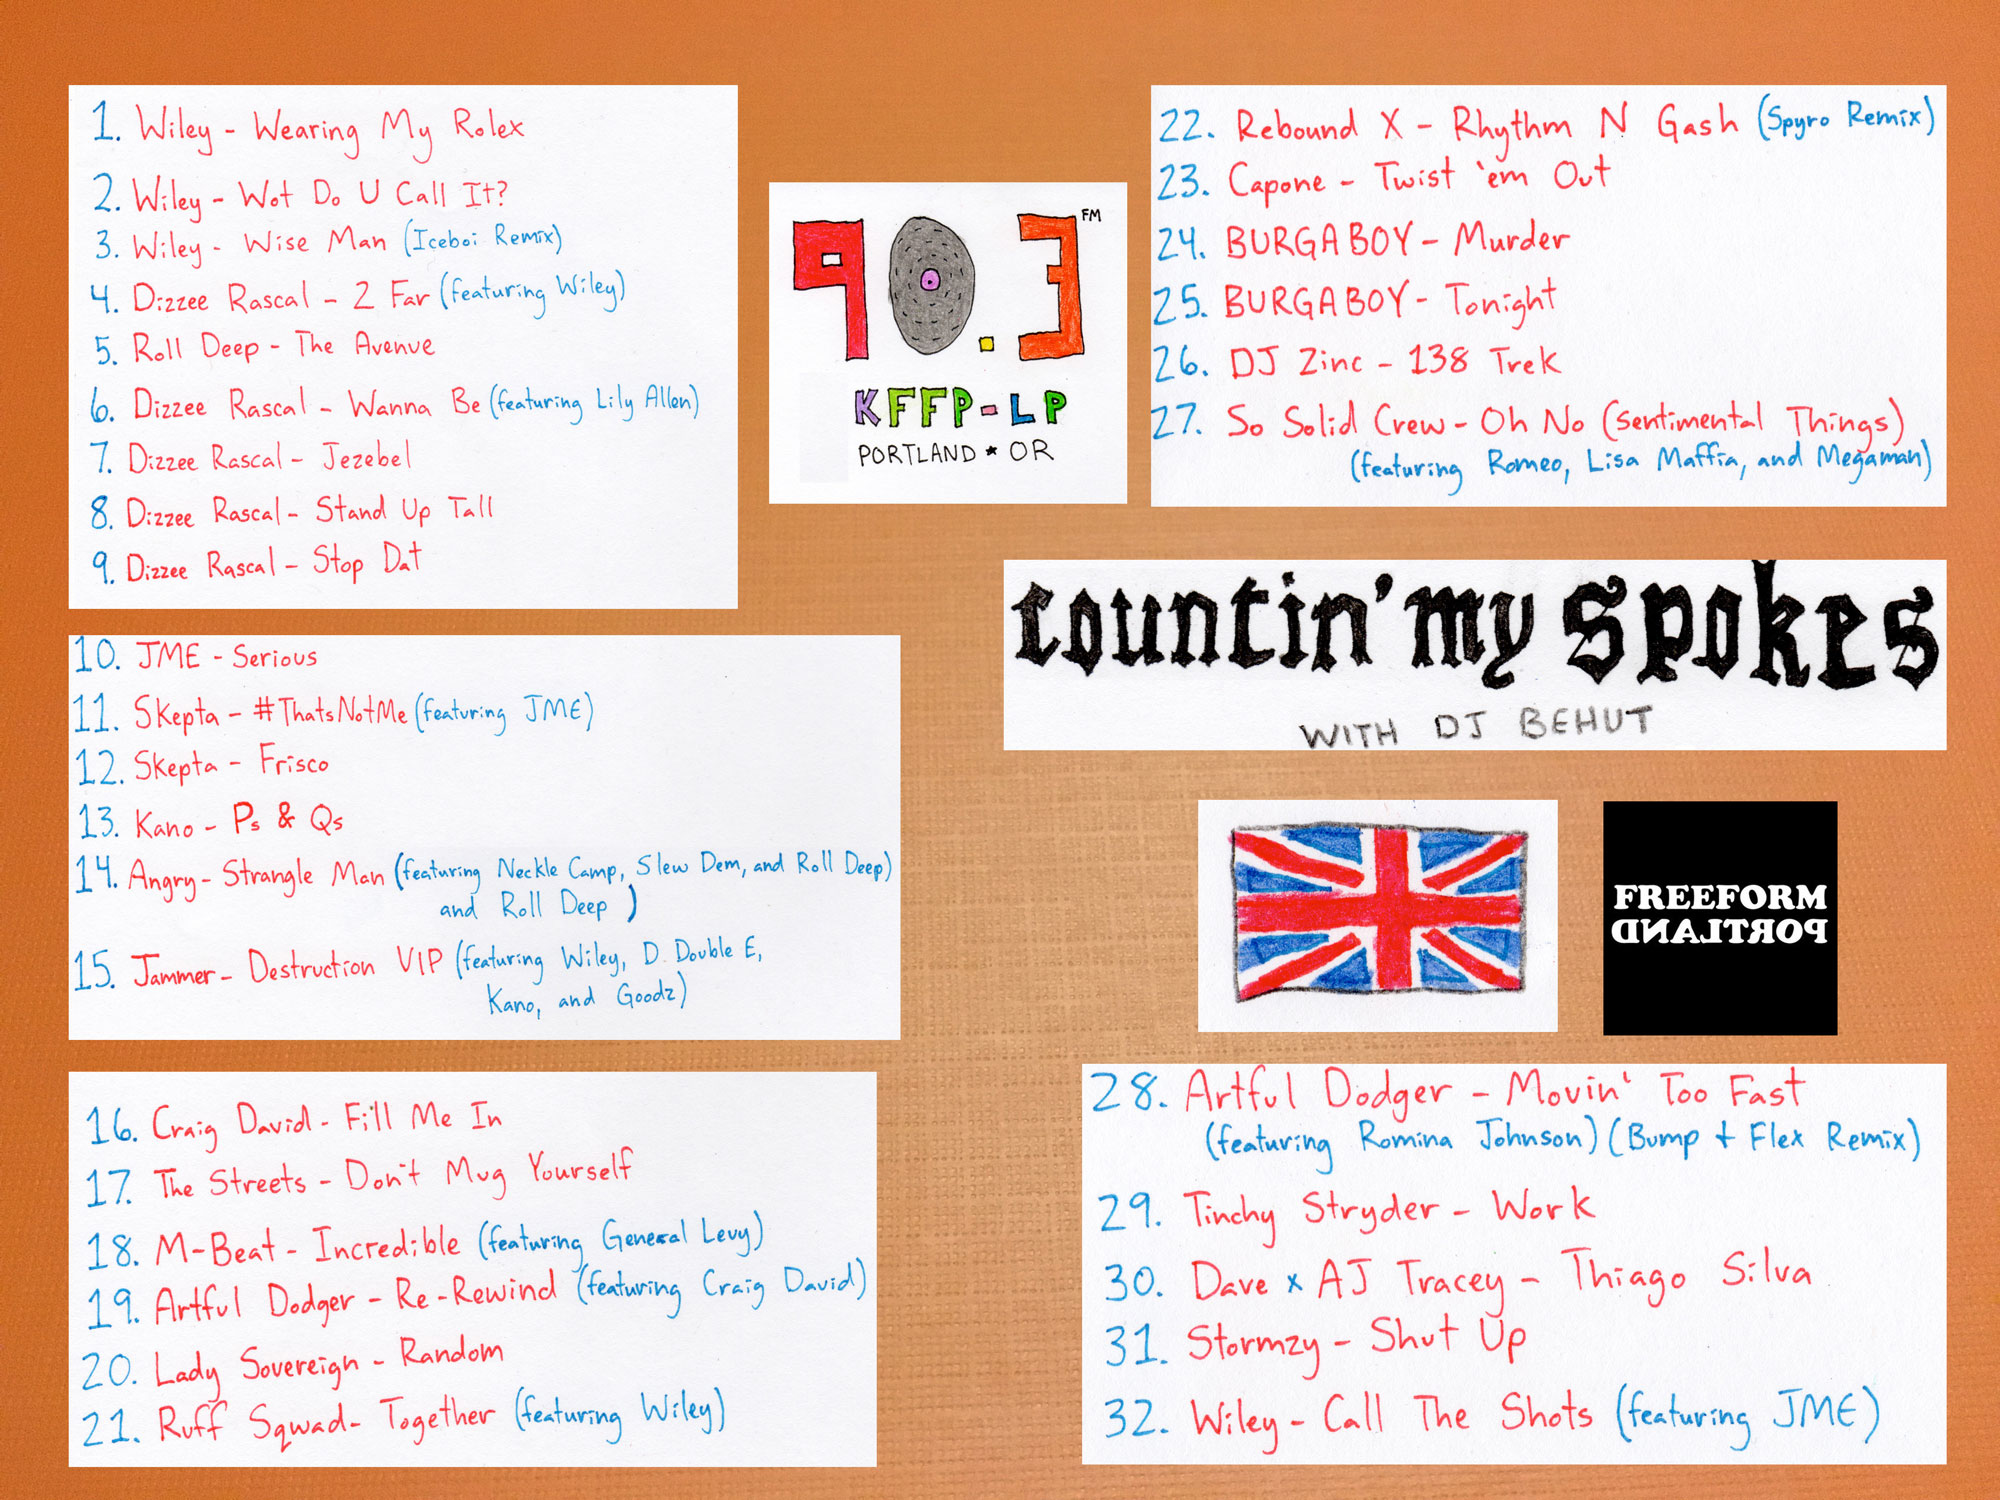 1. Wiley - Wearing My Rolex
2. Wiley - Wot Do U Call It?
3. Wiley - Wise Man (Iceboi Remix)
4. Dizzee Rascal - 2 Far (featuring Wiley)
5. Roll Deep - The Avenue
6. Dizzee Rascal - Wanna Be (featuring Lily Allen)
7. Dizzee Rascal - Jezebel
8. Dizzee Rascal - Stand Up Tall
9. Dizzee Rascal - Stop Dat
10. JME - Serious
11. Skepta - #ThatsNotMe (featuring JME)
12. Skepta - Frisco
13. Kano - Ps & Qs
14. Angry - Strangle Man (featuring Neckle Camp, Slew Dem, and Roll Deep)
and Roll Deep )
15. Jammer - Destruction VIP (featuring Wiley, D Double E,
Kano, and Goodz)
16. Craig David - Fill Me In
17. The Streets - Don't Mug Yourself
18. M-Beat - Incredible (featuring General Levy)
19. Artful Dodger - Re-Rewind (featuring Craig David)
20. Lady Sovereign - Random
21. Ruff Sqwad - Together (featuring Wiley)
90.3 FM
KFFP-LP
PORTLAND * OR
22. Rebound X - Rhythm N Gash (Spyro Remix)
23. Capone - Twist 'em Out
24. BURGABOY - Murder
25. BURGABOY - Tonight
26. DJ Zinc - 138 Trek
27. So Solid Crew - Oh No (Sentimental Things)
(featuring Romeo, Lisa Maffia, and Megaman)
countin' my spokes
WITH DJ BEHUT
FREEFORM
PORTLAND
28. Artful Dodger - Movin' Too Fast
(featuring Romina Johnson) (Bump + Flex Remix)
29. Tinchy Stryder - Work
30. Dave x AJ Tracey - Thiago Silva
31. Stormzy - Shut Up
32. Wiley - Call The Shots (featuring JME)